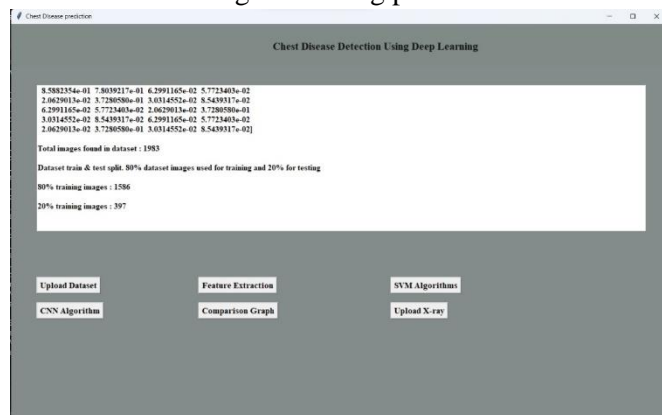 Chest Disease prediction
Chest Disease Detection Using Deep Learning
8.5882354e-01 7.8039217e-01 6.2991165e-02 5.7723403e-02
2.0629013e-02 3.7280580e-01 3.0314552e-02 8.5439317e-02
6.2991165e-02 5.7723403e-02 2.0629013e-02 3.7280580e-01
3.0314552e-02 8.5439317e-02 6.2991165e-02 5.7723403e-02
2.0629013e-02 3.7280580e-01 3.0314552e-02 8.5439317e-02]
Total images found in dataset : 1983
Dataset train & test split. 80% dataset images used for training and 20% for testing
80% training images : 1586
20% training images : 397
Upload Dataset Feature Extraction SVM Algorithms
CNN Algorithm Comparison Graph Upload X-ray